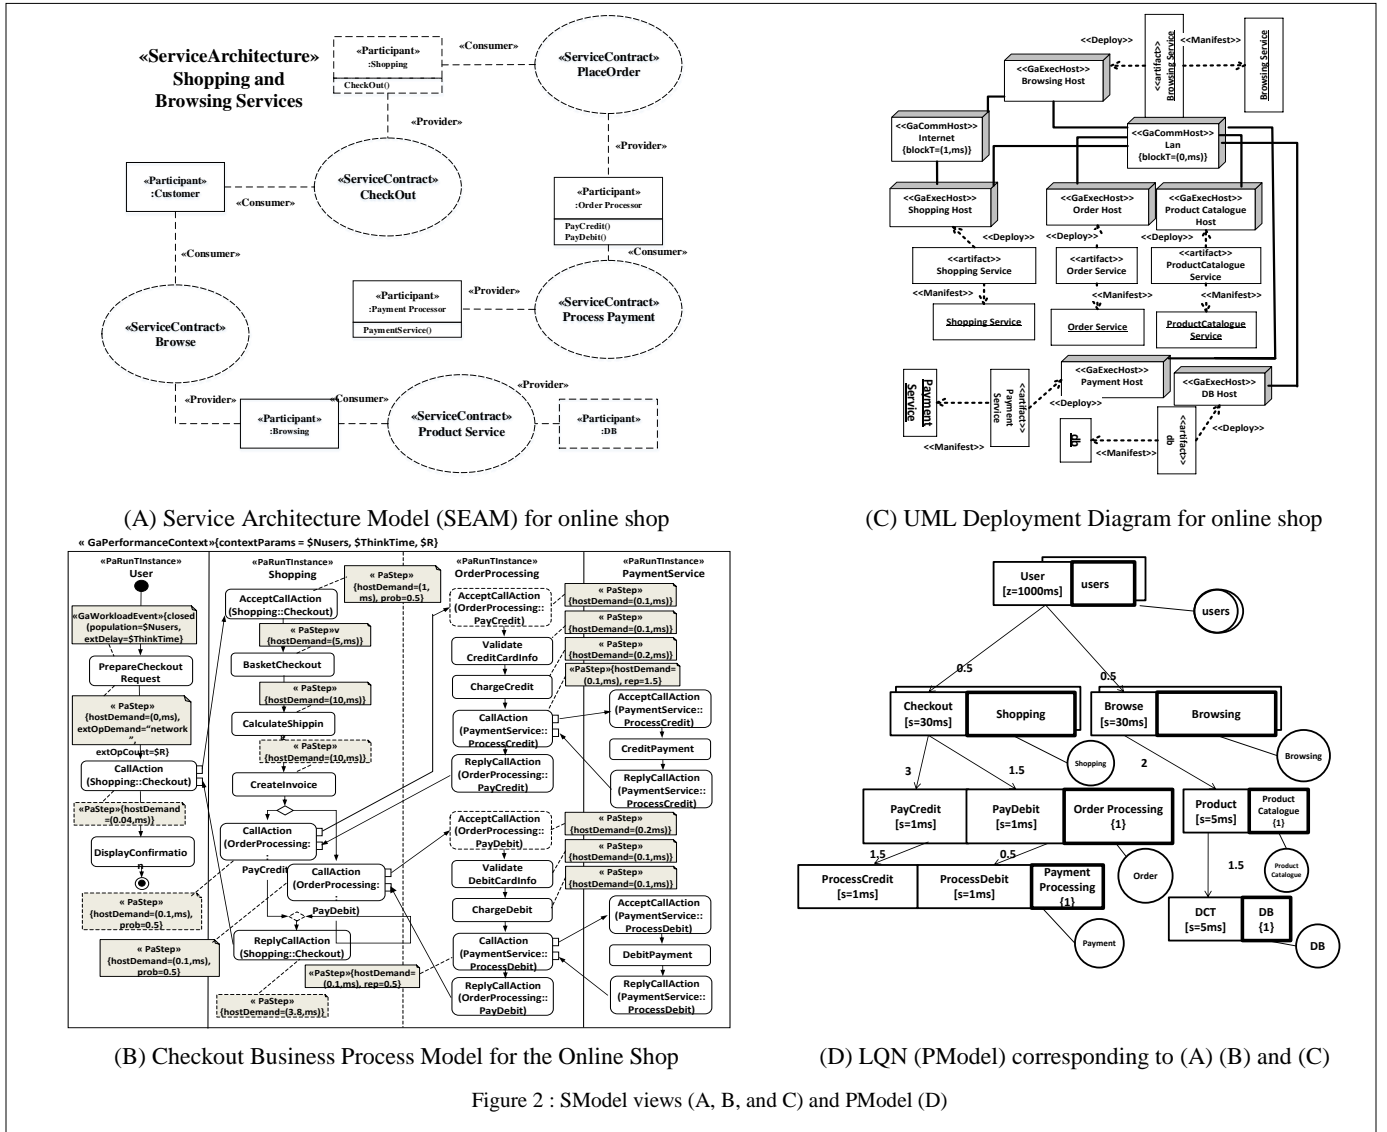 «ServiceArchitecture»
Shopping and
Browsing Services
«Participant»
:Shopping
CheckOut()
«Consumer»
«ServiceContract»
PlaceOrder
«Provider»
«Provider»
«Participant»
:Customer
«Consumer»
«ServiceContract»
CheckOut
«Participant»
:Order Processor
PayCredit()
PayDebit()
«Consumer»
«Consumer»
«Participant»
:Payment Processor
PaymentService()
«Provider»
«ServiceContract»
Process Payment
«ServiceContract»
Browse
«Provider»
«Participant»
:Browsing
«Consumer»
«ServiceContract»
Product Service
«Provider»
«Participant»
:DB
(A) Service Architecture Model (SEAM) for online shop
<<GaExecHost>>
Browsing Host
<<Deploy>>
<<artifact>>
Browsing Service
<<Manifest>>
Browsing Service
<<GaCommHost>>
Internet
{blockT=(1,ms)}
<<GaCommHost>>
Lan
{blockT=(0,ms)}
<<GaExecHost>>
Shopping Host
<<GaExecHost>>
Order Host
<<GaExecHost>>
Product Catalogue
Host
<<Deploy>>
<<Deploy>>
<<Deploy>>
<<artifact>>
Shopping Service
<<artifact>>
Order Service
<<artifact>>
ProductCatalogue
Service
<<Manifest>>
<<Manifest>>
<<Manifest>>
Shopping Service
Order Service
ProductCatalogue
Service
<<GaExecHost>>
Payment Host
<<GaExecHost>>
DB Host
Payment
Service
<<artifact>>
Payment
Service
<<Deploy>>
<<Manifest>>
db
<<Manifest>>
<<artifact>>
db
<<Deploy>>
(C) UML Deployment Diagram for online shop
« GaPerformanceContext»{contextParams = $Nusers, $ThinkTime, $R}
«PaRunTInstance»
User
«GaWorkloadEvent»{closed
(population=$Nusers,
extDelay=$ThinkTime}
PrepareCheckout
Request
« PaStep»
{hostDemand=(0,ms),
extOpDemand=“network
”
extOpCount=$R}
CallAction
(Shopping::Checkout)
«PaStep»{hostDemand
=(0.04,ms)}
DisplayConfirmatio
n
« PaStep»
{hostDemand=(0.1,ms),
prob=0.5}
« PaStep»
{hostDemand=(0.1,ms),
prob=0.5}
«PaRunTInstance»
Shopping
AcceptCallAction
(Shopping::Checkout)
« PaStep»
{hostDemand=(1,
ms), prob=0.5}
« PaStep»v
{hostDemand=(5,ms)}
BasketCheckout
« PaStep»
{hostDemand=(10,ms)}
CalculateShippin
« PaStep»
{hostDemand=(10,ms)}
CreateInvoice
CallAction
(OrderProcessing:
:
PayCredit)
CallAction
(OrderProcessing:
:
PayDebit)
ReplyCallAction
(Shopping::Checkout)
« PaStep»
{hostDemand=(3.8,ms)}
«PaRunTInstance»
OrderProcessing
AcceptCallAction
(OrderProcessing::
PayCredit)
« PaStep»
{hostDemand=(0.1,ms)}
« PaStep»
{hostDemand=(0.1,ms)}
Validate
CreditCardInfo
« PaStep»
{hostDemand=(0.2,ms)}
ChargeCredit
«PaStep»{hostDemand=
(0.1,ms), rep=1.5}
CallAction
(PaymentService::
ProcessCredit)
ReplyCallAction
(OrderProcessing::
PayCredit)
AcceptCallAction
(OrderProcessing::
PayDebit)
« PaStep»
{hostDemand=(0.2ms)}
Validate
DebitCardInfo
« PaStep»
{hostDemand=(0.1,ms)}
« PaStep»
{hostDemand=(0.1,ms)}
ChargeDebit
CallAction
(PaymentService::
ProcessDebit)
«PaStep»{hostDemand=
(0.1,ms), rep=0.5}
ReplyCallAction
(OrderProcessing::
PayDebit)
«PaRunTInstance»
PaymentService
AcceptCallAction
(PaymentService::
ProcessCredit)
CreditPayment
ReplyCallAction
(PaymentService::
ProcessCredit)
AcceptCallAction
(PaymentService::
ProcessDebit)
DebitPayment
ReplyCallAction
(PaymentService::
ProcessDebit)
(B) Checkout Business Process Model for the Online Shop
User
[z=1000ms]
users
users
0.5
0.5
Checkout
[s=30ms]
Shopping
Browse
[s=30ms]
Browsing
Shopping
Browsing
3
1.5
2
PayCredit
[s=1ms]
PayDebit
[s=1ms]
Order Processing
{1}
Product
[s=5ms]
Product
Catalogue
{1}
1.5
0.5
1.5
ProcessCredit
[s=1ms]
ProcessDebit
[s=1ms]
Payment
Processing
{1}
Order
Product
Catalogue
Payment
DCT
[s=5ms]
DB
{1}
DB
(D) LQN (PModel) corresponding to (A) (B) and (C)
Figure 2 : SModel views (A, B, and C) and PModel (D)